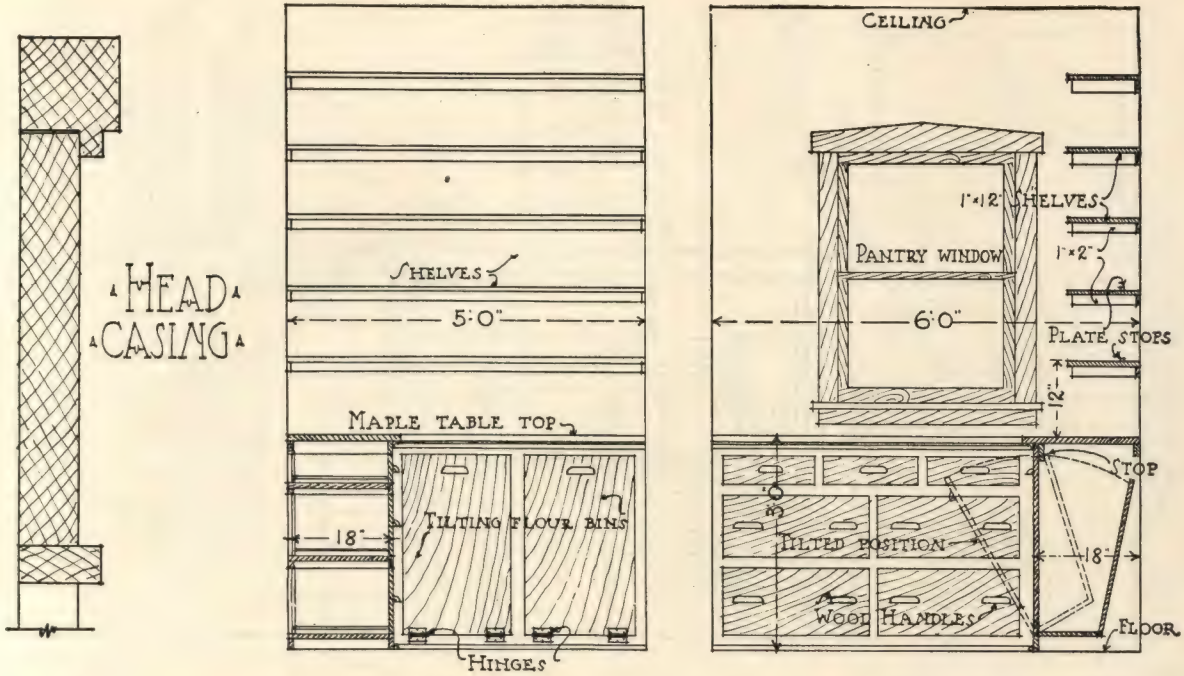 HEAD
CASING
SHELVES
5'-0"
MAPLE TABLE TOP
TILTING FLOUR BINS
18"
HINGES
CEILING
1"×12" SHELVES
PANTRY WINDOW
1"×2"
6'-0"
PLATE STOPS
12"
STOP
3'-0"
TILTED POSITION
18"
WOOD HANDLES
FLOOR